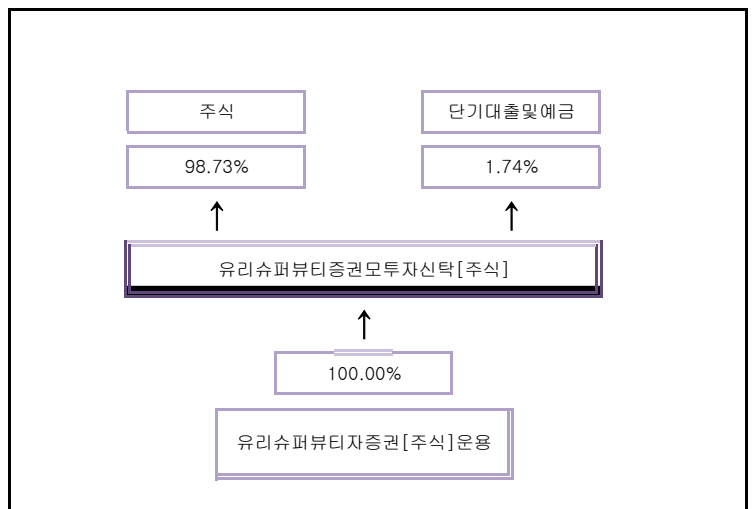 주식
단기대출및예금
98.73%
1.74%
유리슈퍼뷰티증권모투자신탁[주식]
100.00%
유리슈퍼뷰티자증권[주식]운용